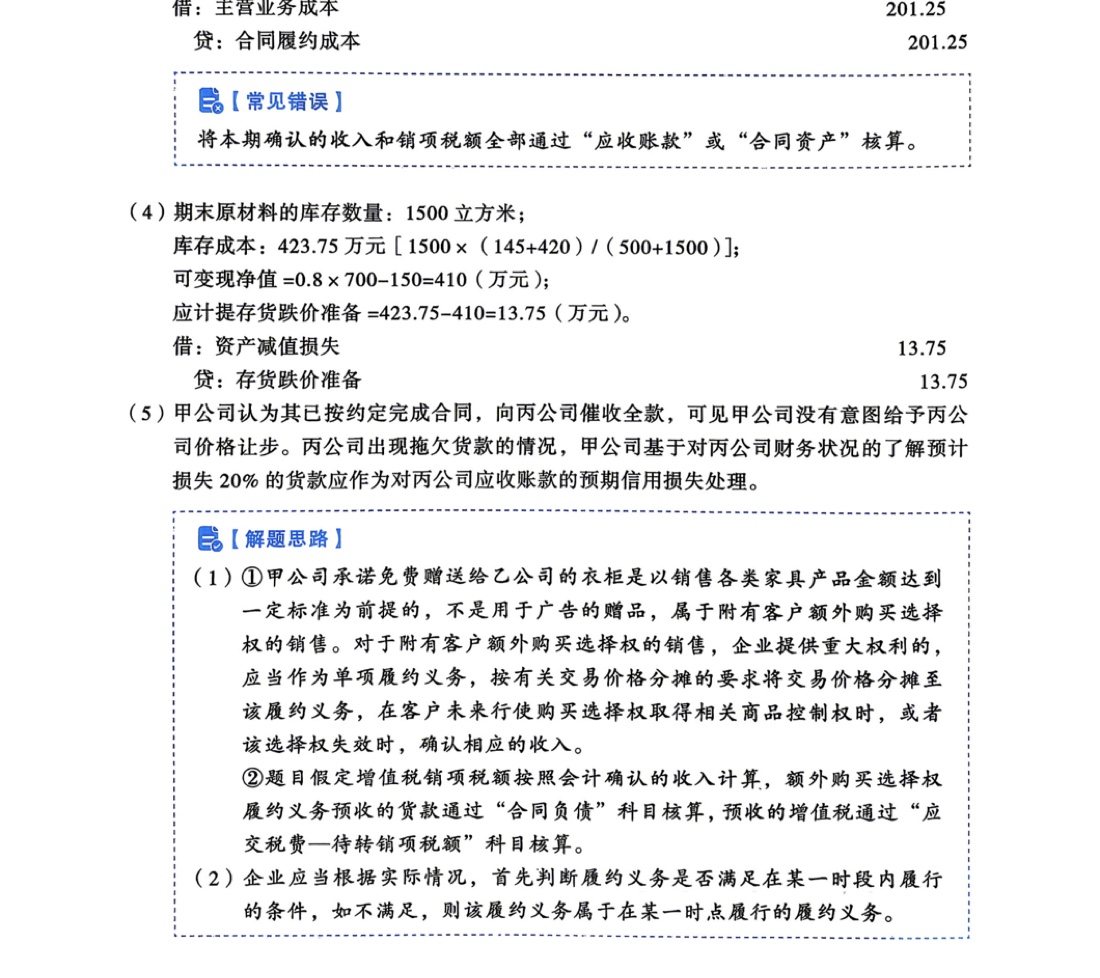 借：主营业务成本 201.25
贷：合同履约成本 201.25
【常见错误】
将本期确认的收入和销项税额全部通过“应收账款”或“合同资产”核算。
（4）期末原材料的库存数量：1500 立方米；
库存成本：423.75 万元［1500×（145+420）/（500+1500）］；
可变现净值 =0.8×700-150=410（万元）；
应计提存货跌价准备 =423.75-410=13.75（万元）。
借：资产减值损失 13.75
贷：存货跌价准备 13.75
（5）甲公司认为其已按约定完成合同，向丙公司催收全款，可见甲公司没有意图给予丙公
司价格让步。丙公司出现拖欠货款的情况，甲公司基于对丙公司财务状况的了解预计
损失 20% 的货款应作为对丙公司应收账款的预期信用损失处理。
【解题思路】
（1）①甲公司承诺免费赠送给乙公司的衣柜是以销售各类家具产品金额达到
一定标准为前提的，不是用于广告的赠品，属于附有客户额外购买选择
权的销售。对于附有客户额外购买选择权的销售，企业提供重大权利的，
应当作为单项履约义务，按有关交易价格分摊的要求将交易价格分摊至
该履约义务，在客户未来行使购买选择权取得相关商品控制权时，或者
该选择权失效时，确认相应的收入。
②题目假定增值税销项税额按照会计确认的收入计算，额外购买选择权
履约义务预收的货款通过“合同负债”科目核算，预收的增值税通过“应
交税费—待转销项税额”科目核算。
（2）企业应当根据实际情况，首先判断履约义务是否满足在某一时段内履行
的条件，如不满足，则该履约义务属于在某一时点履行的履约义务。